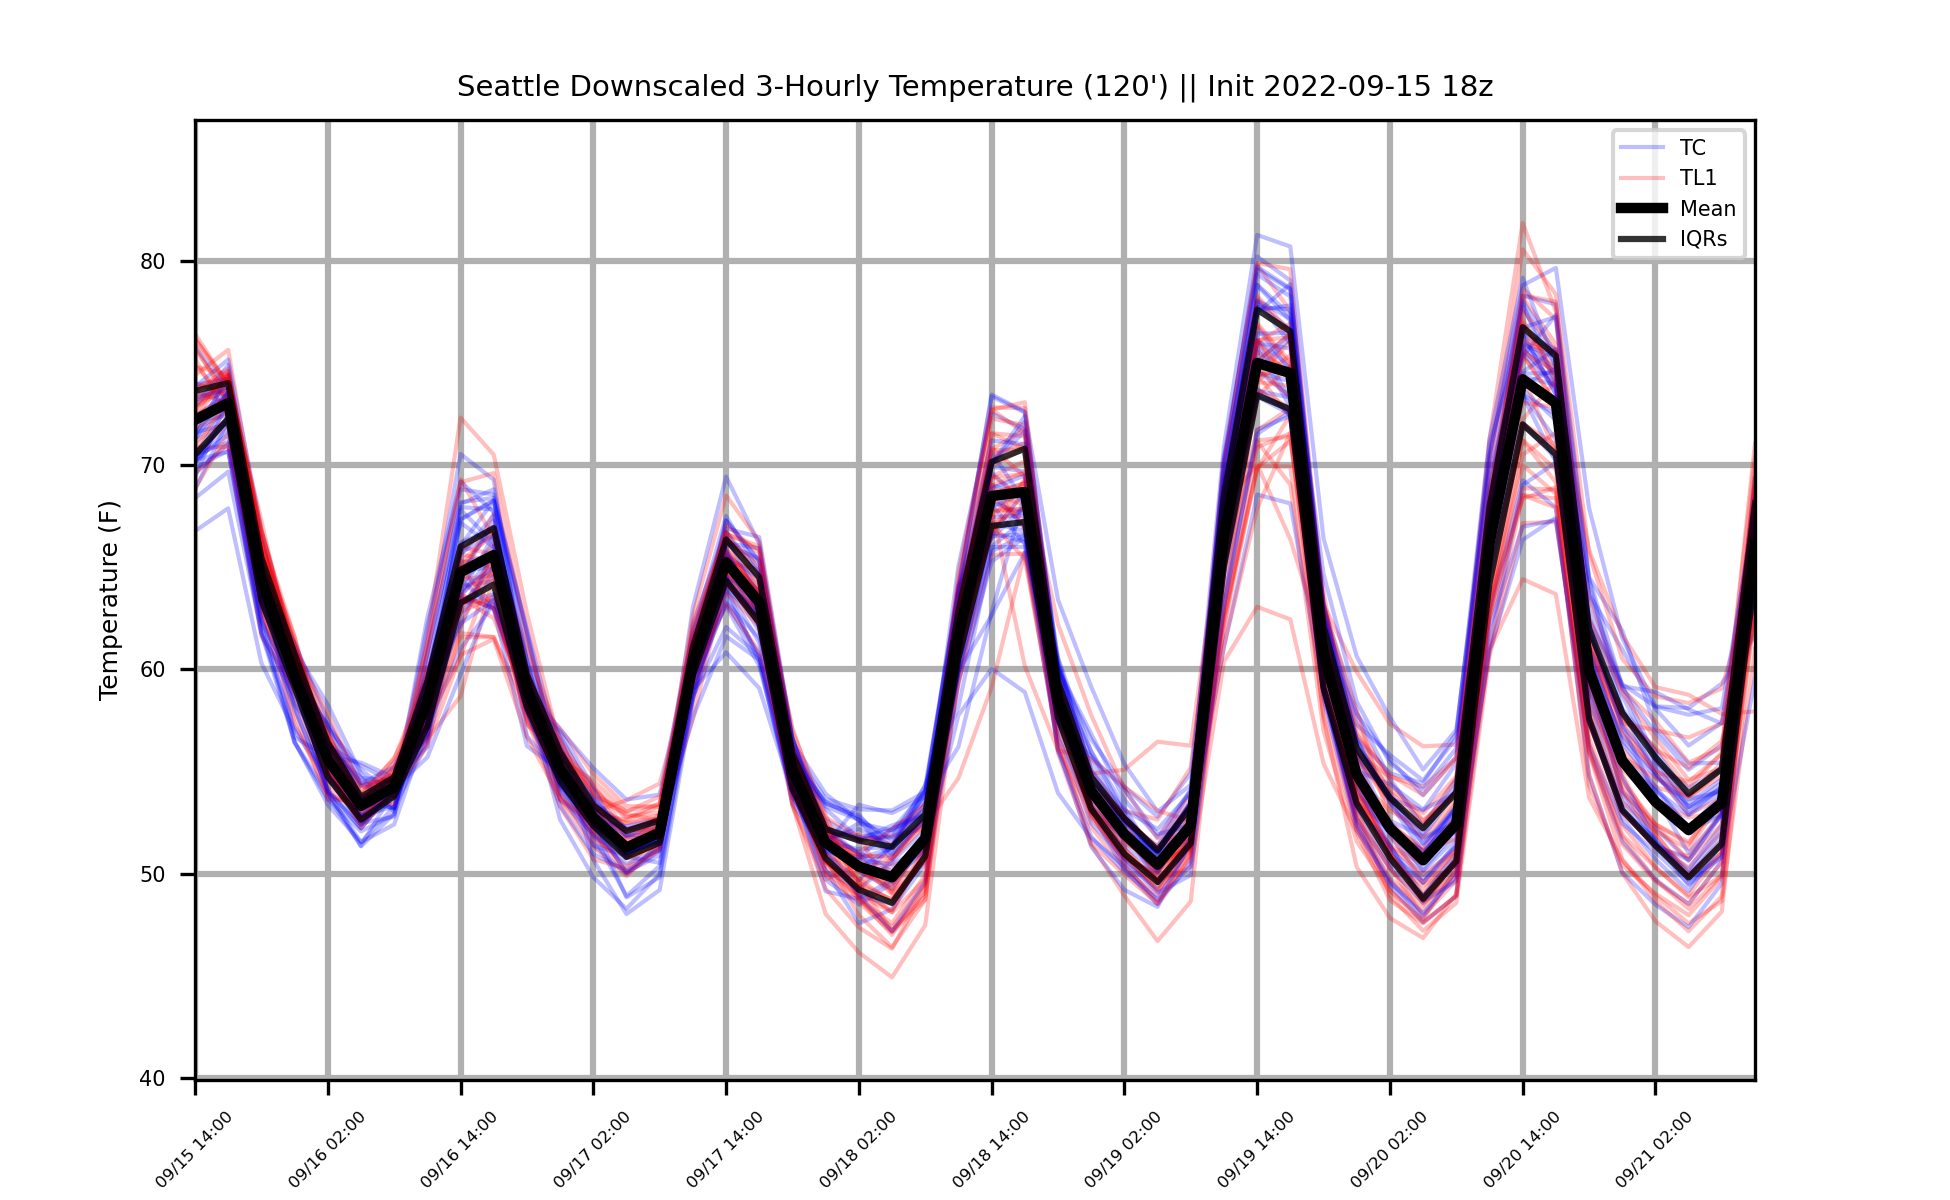 Seattle Downscaled 3-Hourly Temperature (120') || Init 2022-09-15 18z
TC
TL1
Mean
IQRs
Temperature (F)
80
70
60
50
40
09/15 14:00
09/16 02:00
09/16 14:00
09/17 02:00
09/17 14:00
09/18 02:00
09/18 14:00
09/19 02:00
09/19 14:00
09/20 02:00
09/20 14:00
09/21 02:00